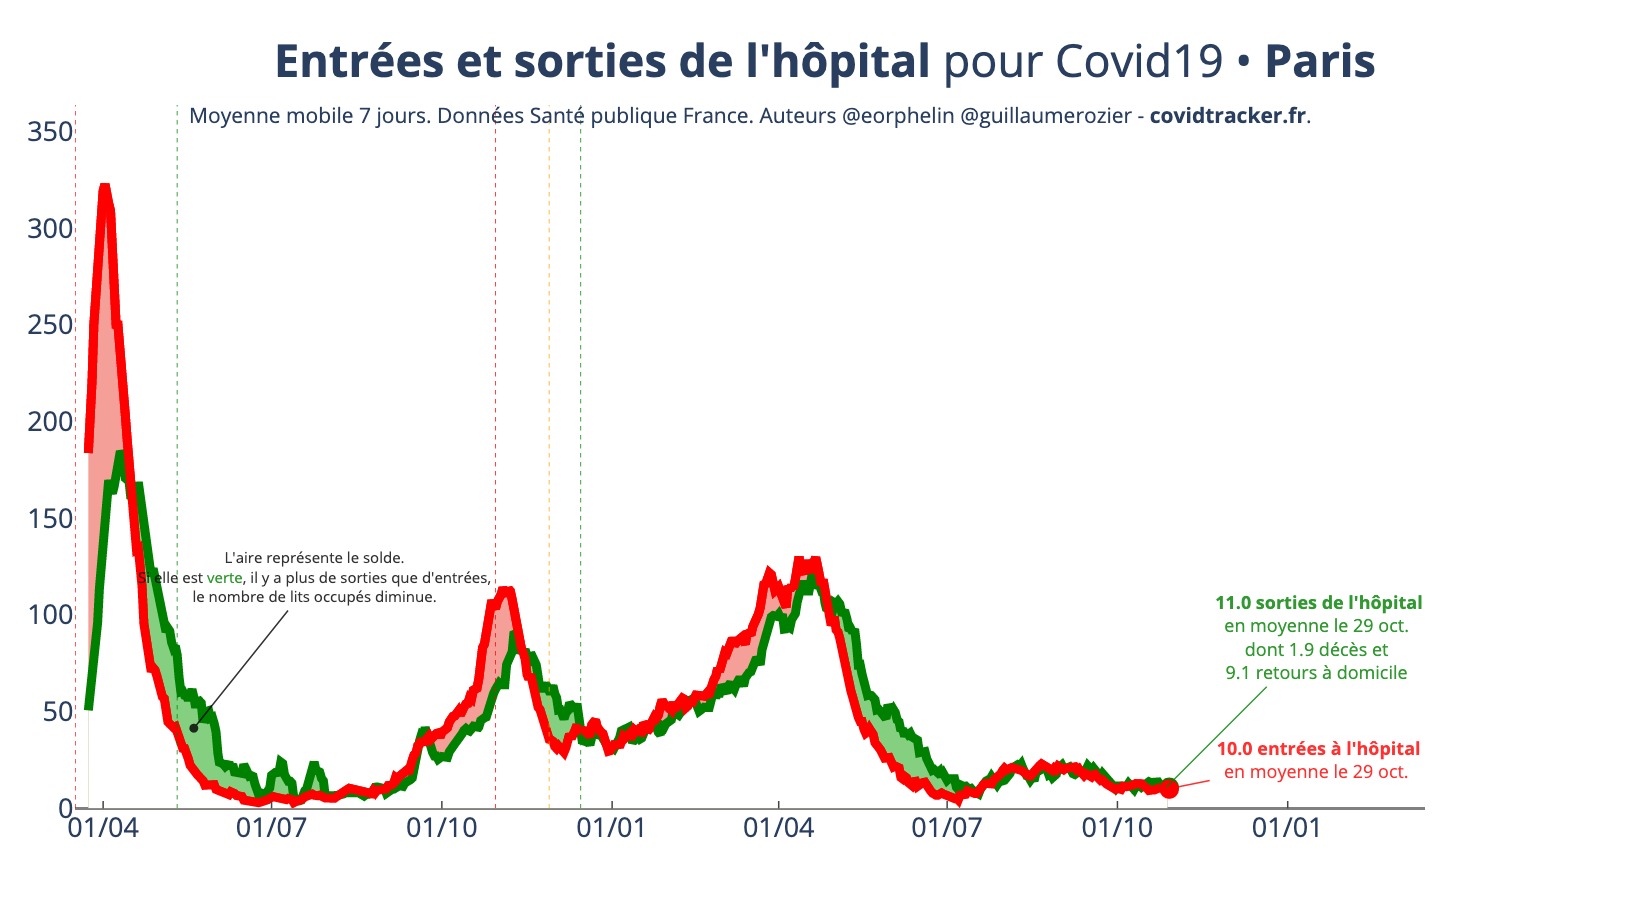 Entrées et sorties de l'hôpital pour Covid19 • Paris
Moyenne mobile 7 jours. Données Santé publique France. Auteurs @eorphelin @guillaumerozier - covidtracker.fr.
350
300
250
200
150
100
50
0
L'aire représente le solde.
Si elle est verte, il y a plus de sorties que d'entrées,
le nombre de lits occupés diminue.
11.0 sorties de l'hôpital
en moyenne le 29 oct.
dont 1.9 décès et
9.1 retours à domicile
10.0 entrées à l'hôpital
en moyenne le 29 oct.
01/04 01/07 01/10 01/01 01/04 01/07 01/10 01/01